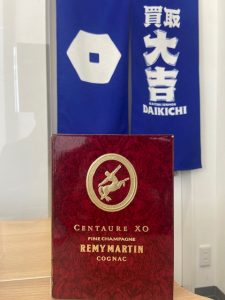 買取
大吉
DAIKICHI
CENTAURE XO
FINE CHAMPAGNE
REMY MARTIN
COGNAC